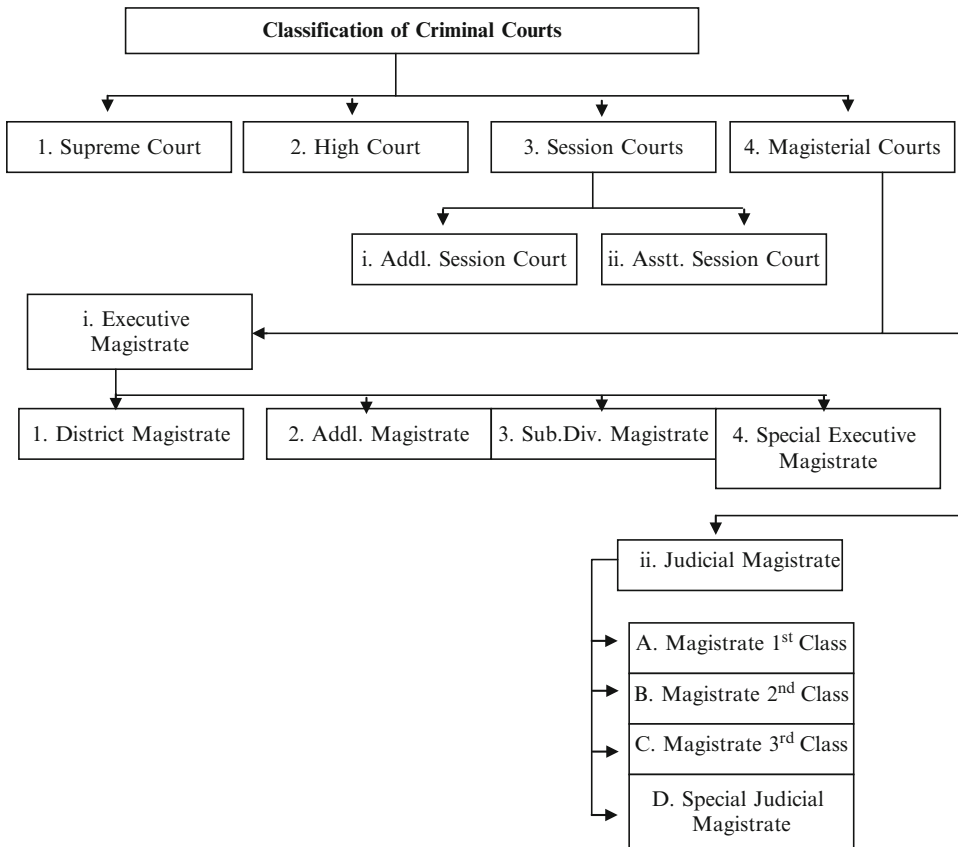 Classification of Criminal Courts
1. Supreme Court
2. High Court
3. Session Courts
4. Magisterial Courts
i. Addl. Session Court
ii. Asstt. Session Court
i. Executive
Magistrate
1. District Magistrate
2. Addl. Magistrate
3. Sub.Div. Magistrate
4. Special Executive
Magistrate
ii. Judicial Magistrate
A. Magistrate 1st Class
B. Magistrate 2nd Class
C. Magistrate 3rd Class
D. Special Judicial
Magistrate